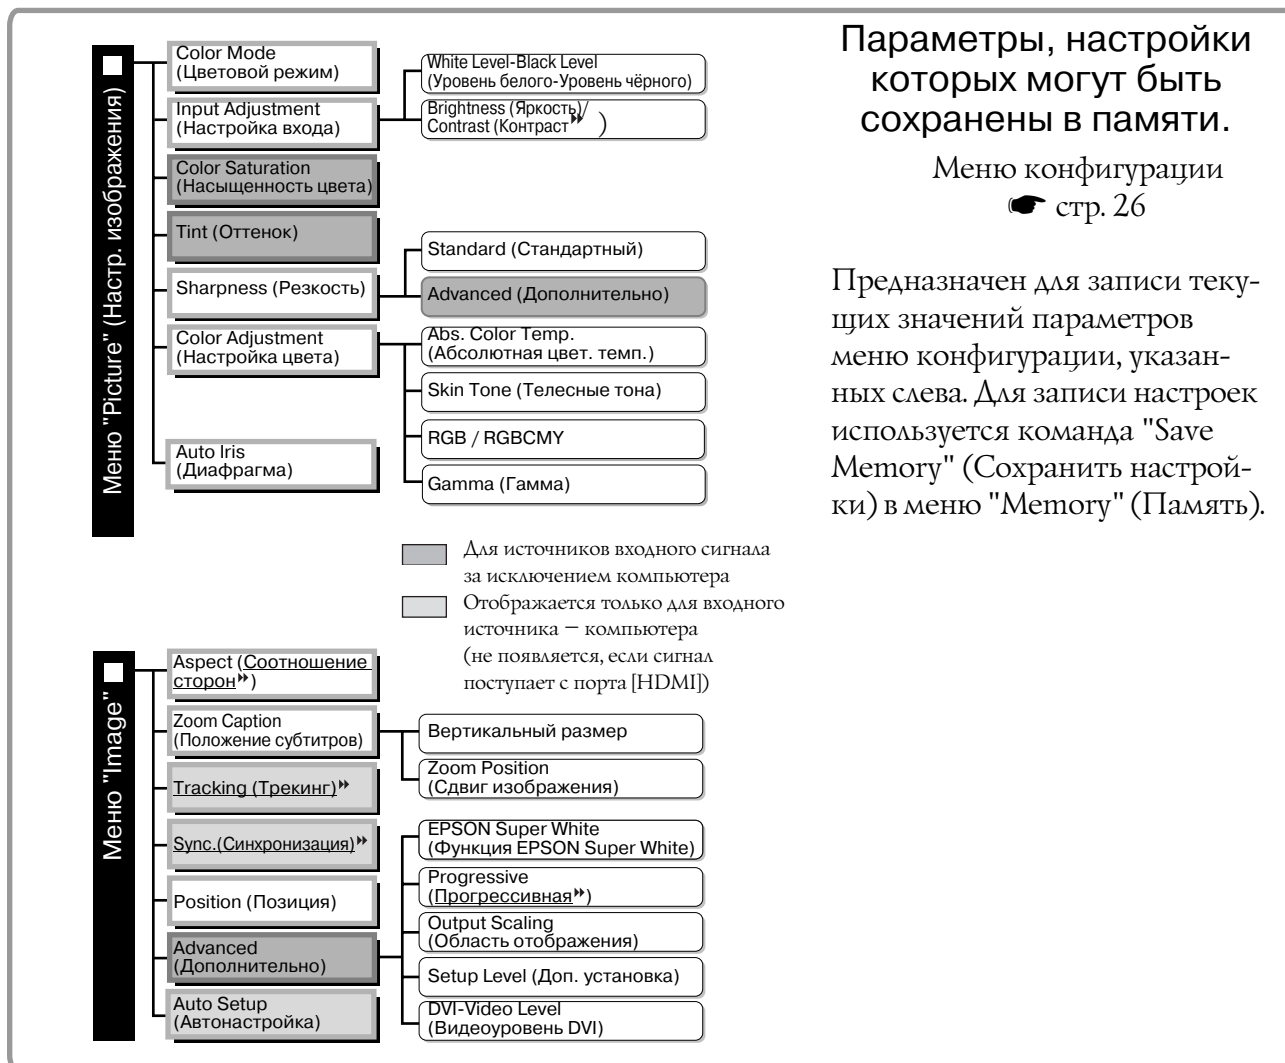 Меню "Picture" (Настр. изображения)
Color Mode
(Цветовой режим)
Input Adjustment
(Настройка входа)
White Level-Black Level
(Уровень белого-Уровень чёрного)
Brightness (Яркость)/
Contrast (Контраст)
Color Saturation
(Насыщенность цвета)
Tint (Оттенок)
Sharpness (Резкость)
Standard (Стандартный)
Advanced (Дополнительно)
Color Adjustment
(Настройка цвета)
Abs. Color Temp.
(Абсолютная цвет. темп.)
Skin Tone (Телесные тона)
RGB / RGBCMY
Gamma (Гамма)
Auto Iris
(Диафрагма)
Для источников входного сигнала
за исключением компьютера
Отображается только для входного
источника – компьютера
(не появляется, если сигнал
поступает с порта [HDMI])
Меню "Image"
Aspect (Соотношение
сторон)
Zoom Caption
(Положение субтитров)
Вертикальный размер
Zoom Position
(Сдвиг изображения)
Tracking (Трекинг)
Sync.(Синхронизация)
Position (Позиция)
Advanced
(Дополнительно)
EPSON Super White
(Функция EPSON Super White)
Progressive
(Прогрессивная)
Output Scaling
(Область отображения)
Setup Level (Доп. установка)
DVI-Video Level
(Видеоуровень DVI)
Auto Setup
(Автонастройка)
Параметры, настройки
которых могут быть
сохранены в памяти.
Меню конфигурации
стр. 26
Предназначен для записи теку-
щих значений параметров
меню конфигурации, указан-
ных слева. Для записи настроек
используется команда "Save
Memory" (Сохранить настрой-
ки) в меню "Memory" (Память).